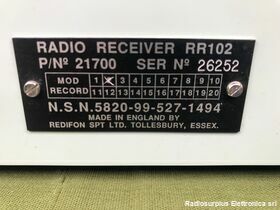 RADIO RECEIVER RR102
P/Nº 21700 SER Nº 26252
MOD 1 3 4 5 6 7 8 9 10
RECORD 11 12 13 14 15 16 17 18 19 20
N.S.N.5820-99-527-1494
MADE IN ENGLAND BY
REDIFON SPT LTD. TOLLESBURY, ESSEX.
Radiosurplus Elettronica srl